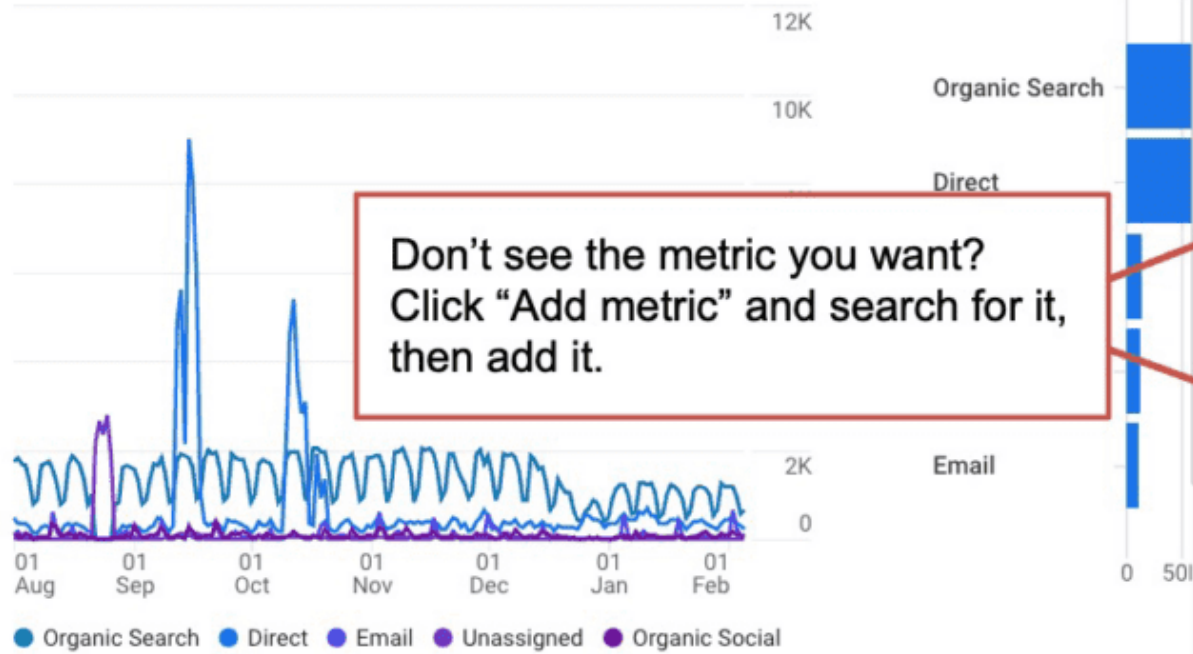 12K
10K
2K
0
01 Aug
01 Sep
01 Oct
01 Nov
01 Dec
01 Jan
01 Feb
Organic Search
Direct
Email
Unassigned
Organic Social
Don’t see the metric you want?
Click “Add metric” and search for it,
then add it.
Organic Search
Direct
Email
0